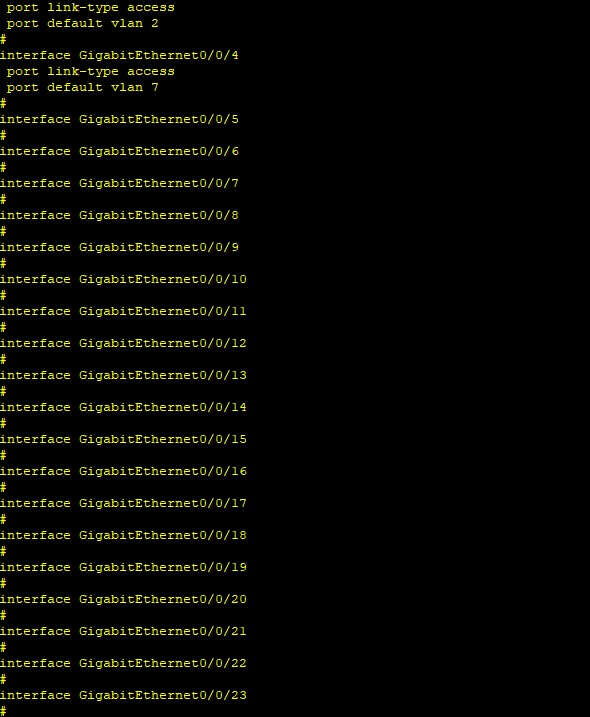 port link-type access
port default vlan 2
#
interface GigabitEthernet0/0/4
port link-type access
port default vlan 7
#
interface GigabitEthernet0/0/5
#
interface GigabitEthernet0/0/6
#
interface GigabitEthernet0/0/7
#
interface GigabitEthernet0/0/8
#
interface GigabitEthernet0/0/9
#
interface GigabitEthernet0/0/10
#
interface GigabitEthernet0/0/11
#
interface GigabitEthernet0/0/12
#
interface GigabitEthernet0/0/13
#
interface GigabitEthernet0/0/14
#
interface GigabitEthernet0/0/15
#
interface GigabitEthernet0/0/16
#
interface GigabitEthernet0/0/17
#
interface GigabitEthernet0/0/18
#
interface GigabitEthernet0/0/19
#
interface GigabitEthernet0/0/20
#
interface GigabitEthernet0/0/21
#
interface GigabitEthernet0/0/22
#
interface GigabitEthernet0/0/23
#